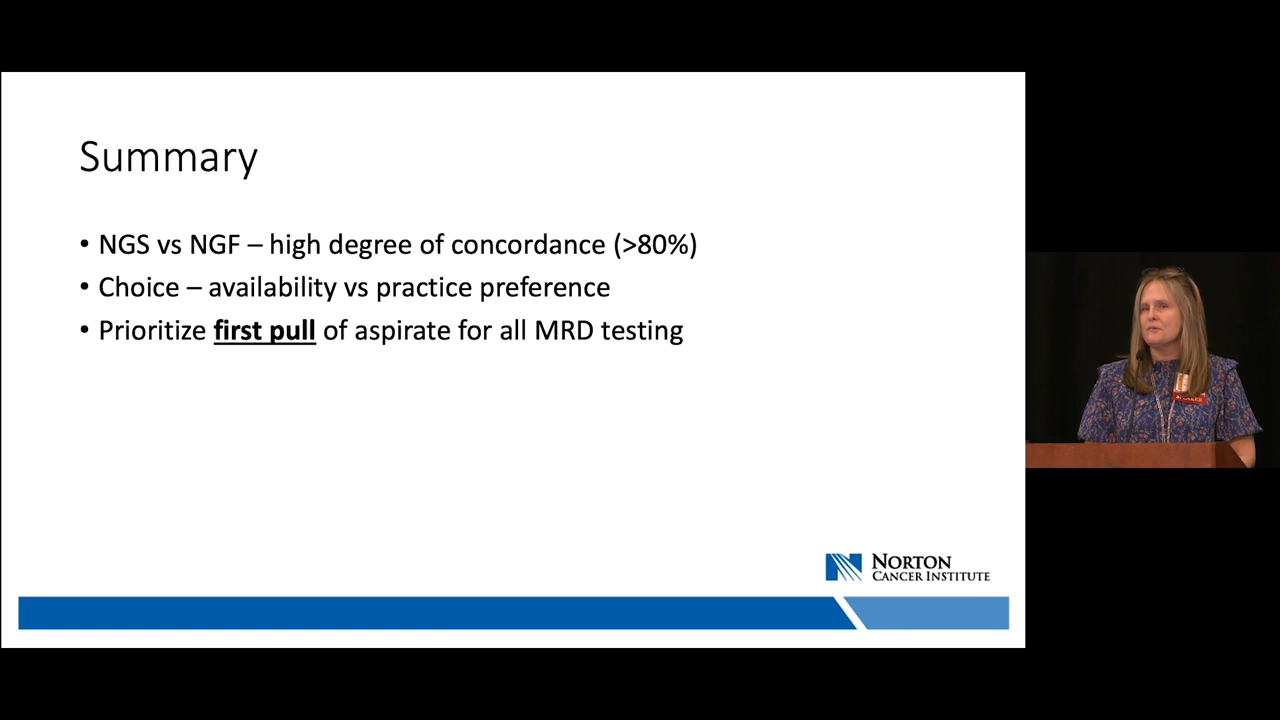 Summary
• NGS vs NGF – high degree of concordance (>80%)
• Choice – availability vs practice preference
• Prioritize first pull of aspirate for all MRD testing
NORTON
CANCER INSTITUTE